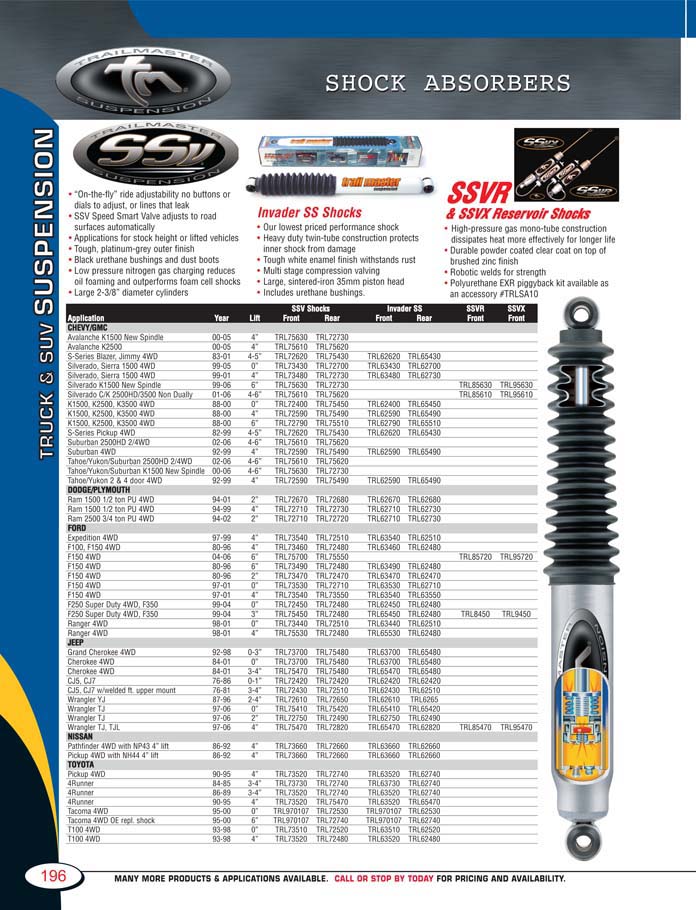 TRAILMASTER
tm
SUSPENSION
SHOCK ABSORBERS
TRUCK & SUV SUSPENSION
TRAILMASTER
SSV
SUSPENSION
• “On-the-fly” ride adjustability no buttons or
dials to adjust, or lines that leak
• SSV Speed Smart Valve adjusts to road
surfaces automatically
• Applications for stock height or lifted vehicles
• Tough, platinum-grey outer finish
• Black urethane bushings and dust boots
• Low pressure nitrogen gas charging reduces
oil foaming and outperforms foam cell shocks
• Large 2-3/8” diameter cylinders
trail master
suspension
Invader SS Shocks
• Our lowest priced performance shock
• Heavy duty twin-tube construction protects
inner shock from damage
• Tough white enamel finish withstands rust
• Multi stage compression valving
• Large, sintered-iron 35mm piston head
• Includes urethane bushings.
SSVR
& SSVX Reservoir Shocks
• High-pressure gas mono-tube construction
dissipates heat more effectively for longer life
• Durable powder coated clear coat on top of
brushed zinc finish
• Robotic welds for strength
• Polyurethane EXR piggyback kit available as
an accessory #TRLSA10
SSV Shocks Invader SS SSVR SSVX
Application Year Lift Front Rear Front Rear Front Front
CHEVY/GMC
Avalanche K1500 New Spindle 00-05 4” TRL75630 TRL72730
Avalanche K2500 00-05 4” TRL75610 TRL75620
S-Series Blazer, Jimmy 4WD 83-01 4-5” TRL72620 TRL75430 TRL62620 TRL65430
Silverado, Sierra 1500 4WD 99-05 0” TRL73430 TRL72700 TRL63430 TRL62700
Silverado, Sierra 1500 4WD 99-01 4” TRL73480 TRL72730 TRL63480 TRL62730
Silverado K1500 New Spindle 99-06 6” TRL75630 TRL72730 TRL85630 TRL95630
Silverado C/K 2500HD/3500 Non Dually 01-06 4-6” TRL75610 TRL75620 TRL85610 TRL95610
K1500, K2500, K3500 4WD 88-00 0” TRL72400 TRL75450 TRL62400 TRL65450
K1500, K2500, K3500 4WD 88-00 4” TRL72590 TRL75490 TRL62590 TRL65490
K1500, K2500, K3500 4WD 88-00 6” TRL72790 TRL75510 TRL62790 TRL65510
S-Series Pickup 4WD 82-99 4-5” TRL72620 TRL75430 TRL62620 TRL65430
Suburban 2500HD 2/4WD 02-06 4-6” TRL75610 TRL75620
Suburban 4WD 92-99 4” TRL72590 TRL75490 TRL62590 TRL65490
Tahoe/Yukon/Suburban 2500HD 2/4WD 02-06 4-6” TRL75610 TRL75620
Tahoe/Yukon/Suburban K1500 New Spindle 00-06 4-6” TRL75630 TRL72730
Tahoe/Yukon 2 & 4 door 4WD 92-99 4” TRL72590 TRL75490 TRL62590 TRL65490
DODGE/PLYMOUTH
Ram 1500 1/2 ton PU 4WD 94-01 2” TRL72670 TRL72680 TRL62670 TRL62680
Ram 1500 1/2 ton PU 4WD 94-99 4” TRL72710 TRL72730 TRL62710 TRL62730
Ram 2500 3/4 ton PU 4WD 94-02 2” TRL72710 TRL72720 TRL62710 TRL62730
FORD
Expedition 4WD 97-99 4” TRL73540 TRL72510 TRL63540 TRL62510
F100, F150 4WD 80-96 4” TRL73460 TRL72480 TRL63460 TRL62480
F150 4WD 04-06 6” TRL75700 TRL75550 TRL85720 TRL95720
F150 4WD 80-96 6” TRL73490 TRL72480 TRL63490 TRL62480
F150 4WD 80-96 2” TRL73470 TRL72470 TRL63470 TRL62470
F150 4WD 97-01 0” TRL73530 TRL72710 TRL63530 TRL62710
F150 4WD 97-01 4” TRL73540 TRL73550 TRL63540 TRL63550
F250 Super Duty 4WD, F350 99-04 0” TRL72450 TRL72480 TRL62450 TRL62480
F250 Super Duty 4WD, F350 99-04 3” TRL75450 TRL72480 TRL65450 TRL62480 TRL8450 TRL9450
Ranger 4WD 98-01 0” TRL73440 TRL72510 TRL63440 TRL62510
Ranger 4WD 98-01 4” TRL75530 TRL72480 TRL65530 TRL62480
JEEP
Grand Cherokee 4WD 92-98 0-3” TRL73700 TRL75480 TRL63700 TRL65480
Cherokee 4WD 84-01 0” TRL73700 TRL75480 TRL63700 TRL65480
Cherokee 4WD 84-01 3-4” TRL75470 TRL75480 TRL65470 TRL65480
CJ5, CJ7 76-86 0-1” TRL72420 TRL72420 TRL62420 TRL62420
CJ5, CJ7 w/welded ft. upper mount 76-81 3-4” TRL72430 TRL72510 TRL62430 TRL62510
Wrangler YJ 87-96 2-4” TRL72610 TRL72650 TRL62610 TRL6265
Wrangler TJ 97-06 0” TRL75410 TRL75420 TRL65410 TRL65420
Wrangler TJ 97-06 2” TRL72750 TRL72490 TRL62750 TRL62490
Wrangler TJ, TJL 97-06 4” TRL75470 TRL72820 TRL65470 TRL62820 TRL85470 TRL95470
NISSAN
Pathfinder 4WD with NP43 4” lift 86-92 4” TRL73660 TRL72660 TRL63660 TRL62660
Pickup 4WD with NH44 4” lift 86-92 4” TRL73660 TRL72660 TRL63660 TRL62660
TOYOTA
Pickup 4WD 90-95 4” TRL73520 TRL72740 TRL63520 TRL62740
4Runner 84-85 3-4” TRL73730 TRL72740 TRL63730 TRL62740
4Runner 86-89 3-4” TRL73520 TRL72740 TRL63520 TRL62740
4Runner 90-95 4” TRL73520 TRL75470 TRL63520 TRL65470
Tacoma 4WD 95-00 0” TRL970107 TRL72530 TRL970107 TRL62530
Tacoma 4WD OE repl. shock 95-00 6” TRL970107 TRL72740 TRL970107 TRL62740
T100 4WD 93-98 0” TRL73510 TRL72520 TRL63510 TRL62520
T100 4WD 93-98 4” TRL73520 TRL72480 TRL63520 TRL62480
196
MANY MORE PRODUCTS & APPLICATIONS AVAILABLE. CALL OR STOP BY TODAY FOR PRICING AND AVAILABILITY.